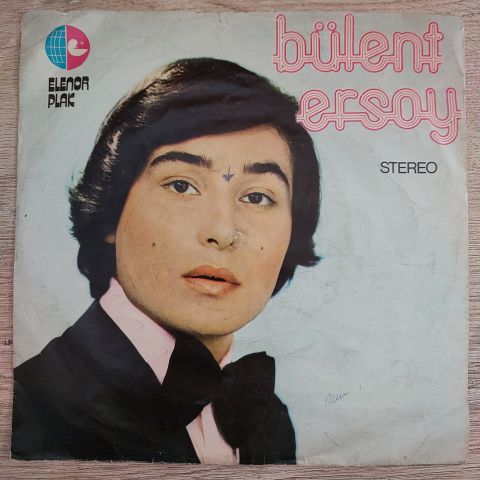 ELENOR
PLAK
bülent
ersoy
STEREO